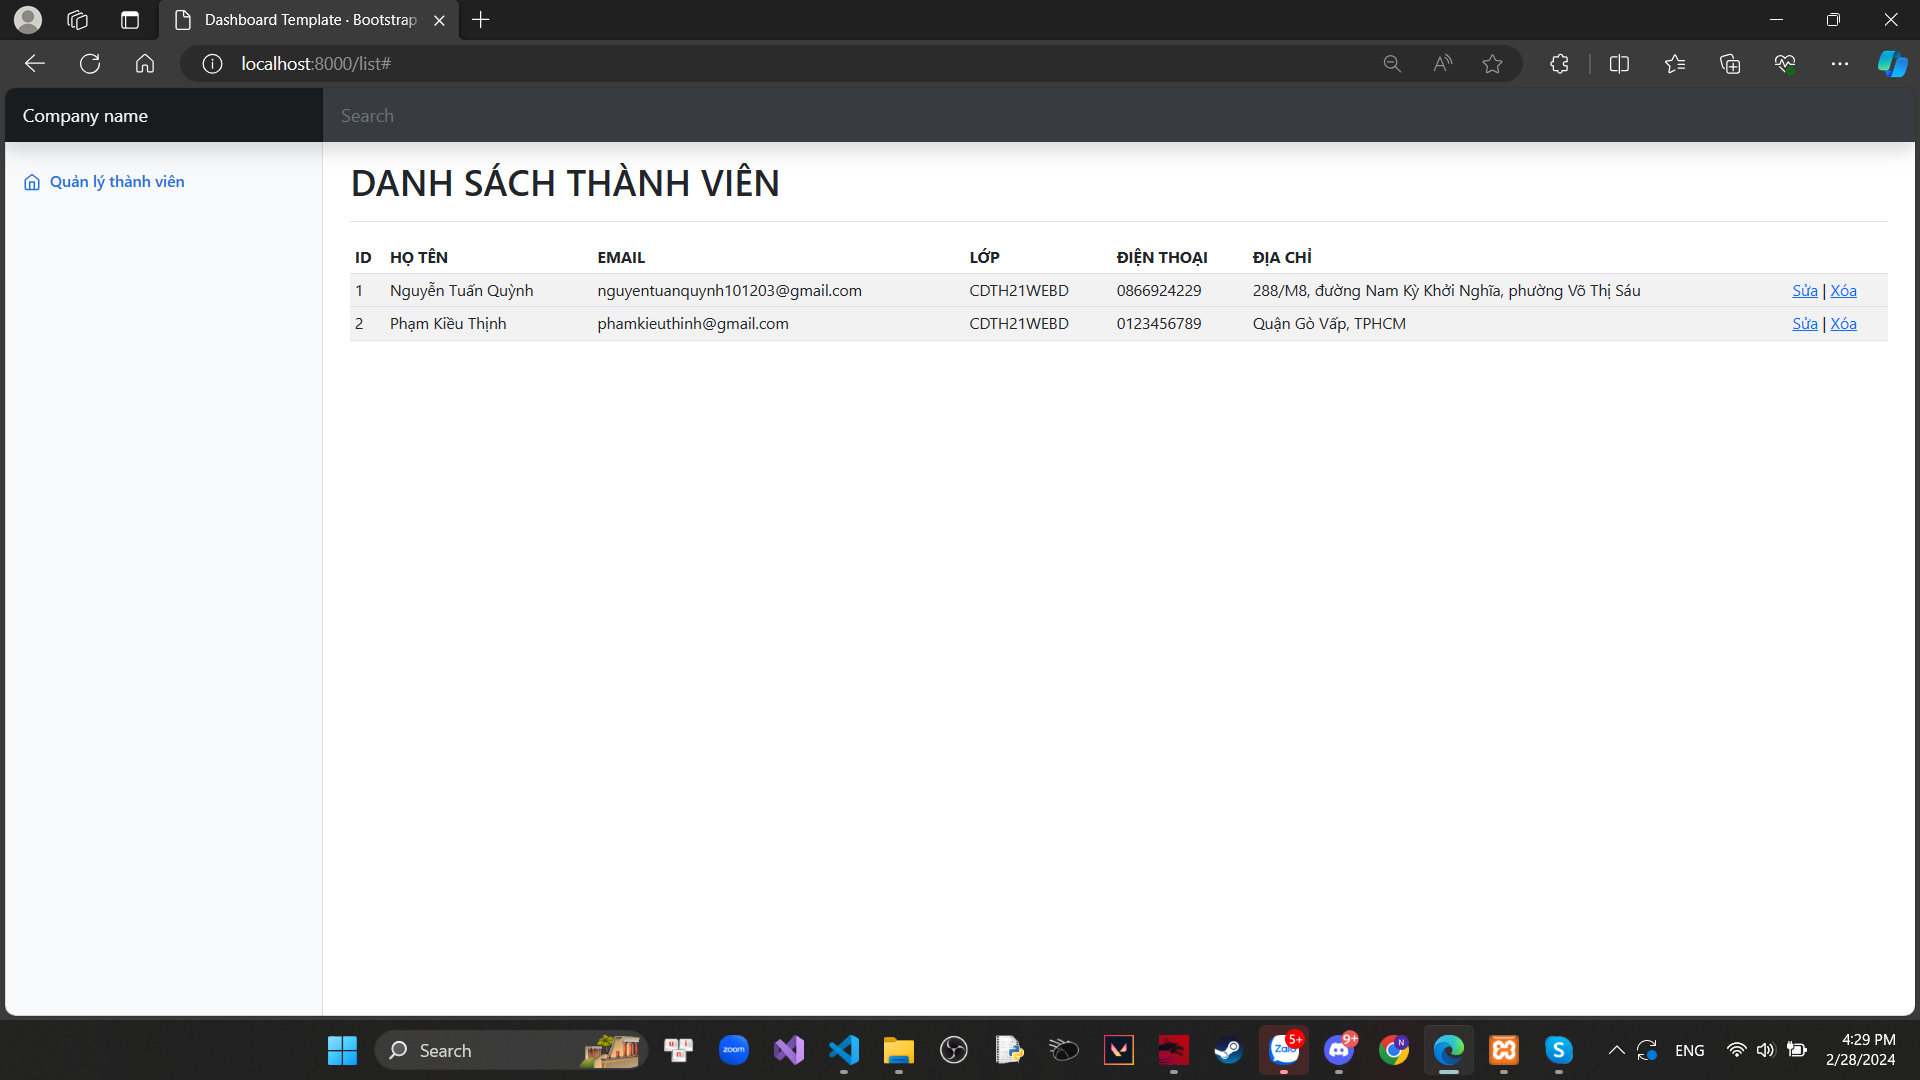 Dashboard Template · Bootstrap
localhost:8000/list#
Company name
Search
Quản lý thành viên
DANH SÁCH THÀNH VIÊN
ID HỌ TÊN EMAIL LỚP ĐIỆN THOẠI ĐỊA CHỈ
1 Nguyễn Tuấn Quỳnh nguyentuanquynh101203@gmail.com CDTH21WEBD 0866924229 288/M8, đường Nam Kỳ Khởi Nghĩa, phường Võ Thị Sáu Sửa | Xóa
2 Phạm Kiều Thịnh phamkieuthinh@gmail.com CDTH21WEBD 0123456789 Quận Gò Vấp, TPHCM Sửa | Xóa
Search
zoom
Zalo
5+
9+
N
S
ENG
4:29 PM
2/28/2024